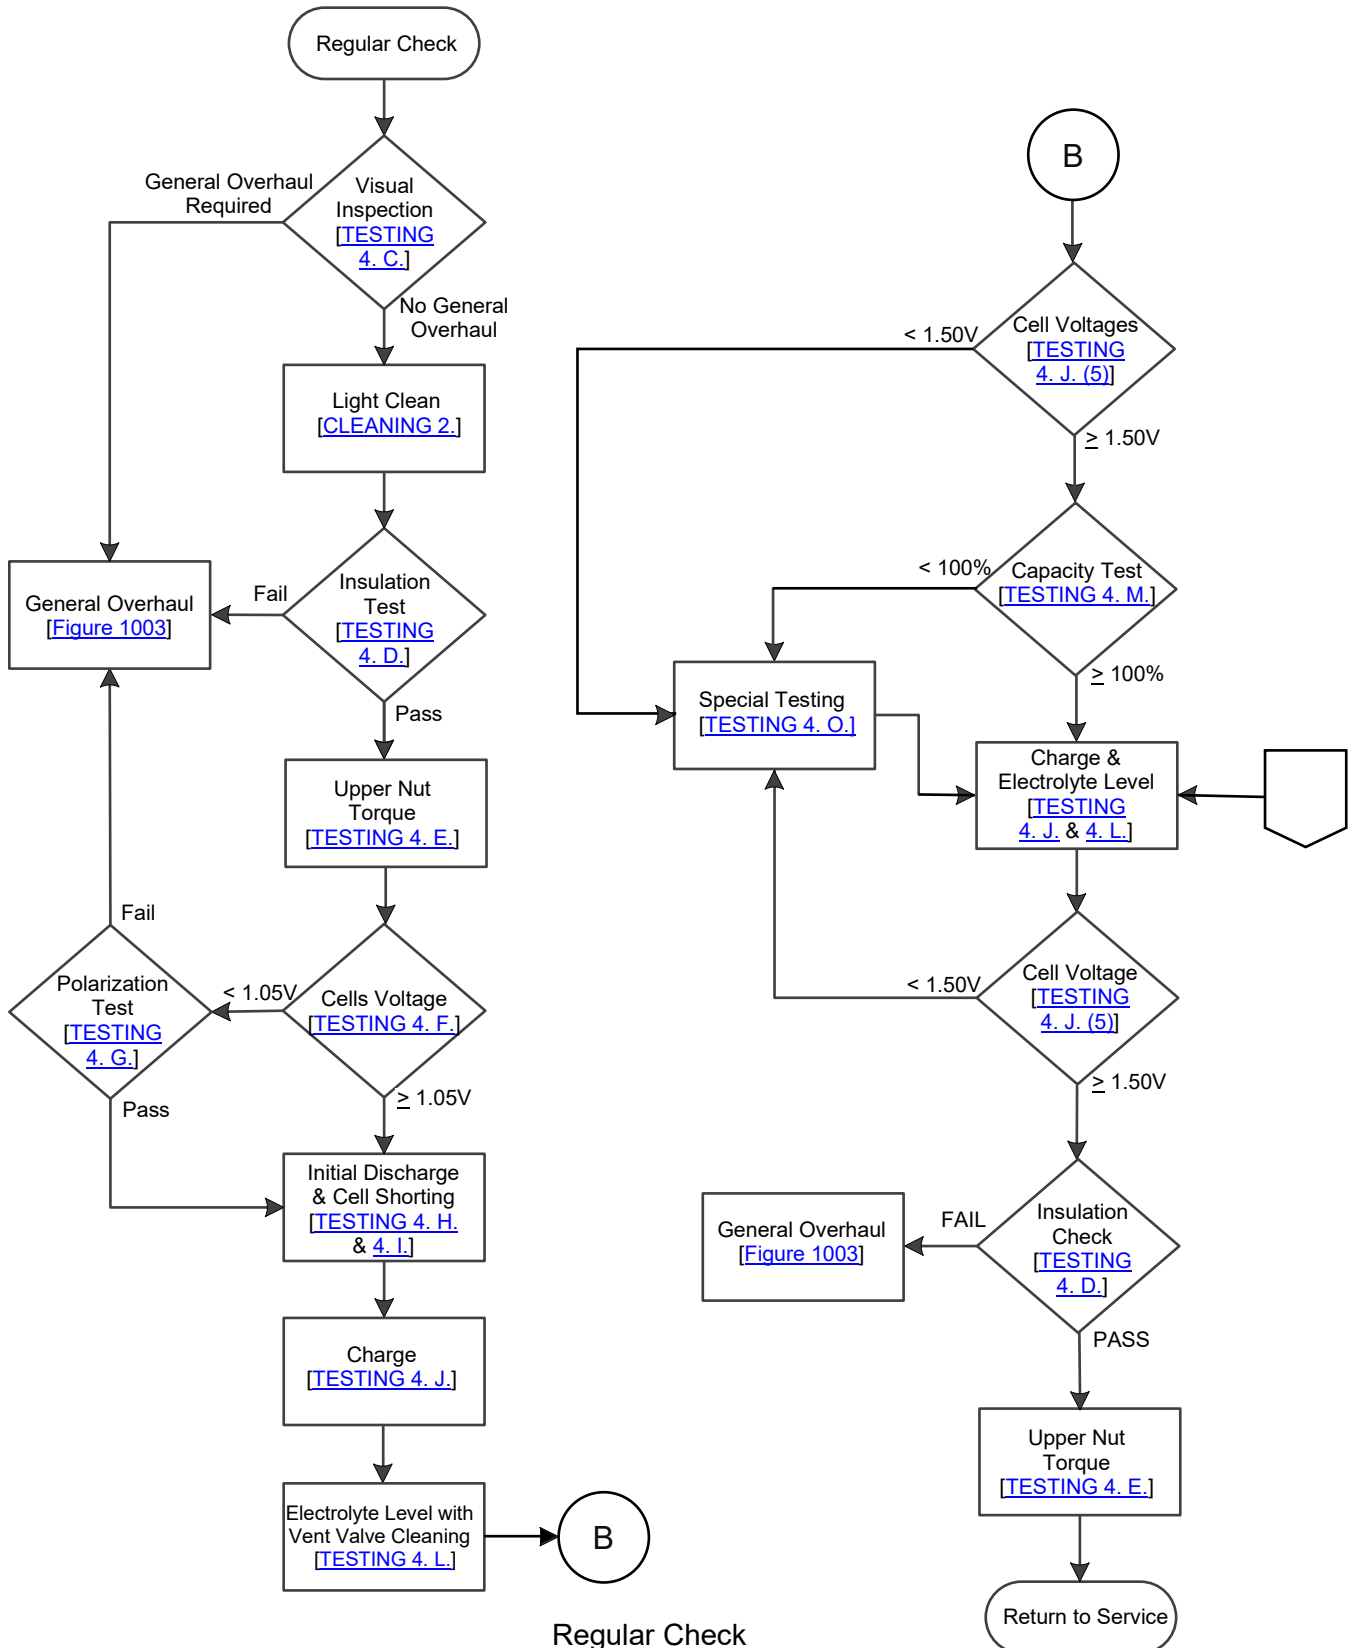 Regular Check
General Overhaul
Required
Visual
Inspection
[TESTING
4. C.]
No General
Overhaul
Light Clean
[CLEANING 2.]
General Overhaul
[Figure 1003]
Fail
Insulation
Test
[TESTING
4. D.]
Pass
Upper Nut
Torque
[TESTING 4. E.]
Fail
Polarization
Test
[TESTING
4. G.]
Pass
< 1.05V
Cells Voltage
[TESTING 4. F.]
≥ 1.05V
Initial Discharge
& Cell Shorting
[TESTING 4. H.
& 4. I.]
Charge
[TESTING 4. J.]
Electrolyte Level with
Vent Valve Cleaning
[TESTING 4. L.]
B
B
< 1.50V
Cell Voltages
[TESTING
4. J. (5)]
≥ 1.50V
< 100%
Capacity Test
[TESTING 4. M.]
≥ 100%
Special Testing
[TESTING 4. O.]
Charge &
Electrolyte Level
[TESTING
4. J. & 4. L.]
< 1.50V
Cell Voltage
[TESTING
4. J. (5)]
≥ 1.50V
General Overhaul
[Figure 1003]
FAIL
Insulation
Check
[TESTING
4. D.]
PASS
Upper Nut
Torque
[TESTING 4. E.]
Return to Service
Regular Check